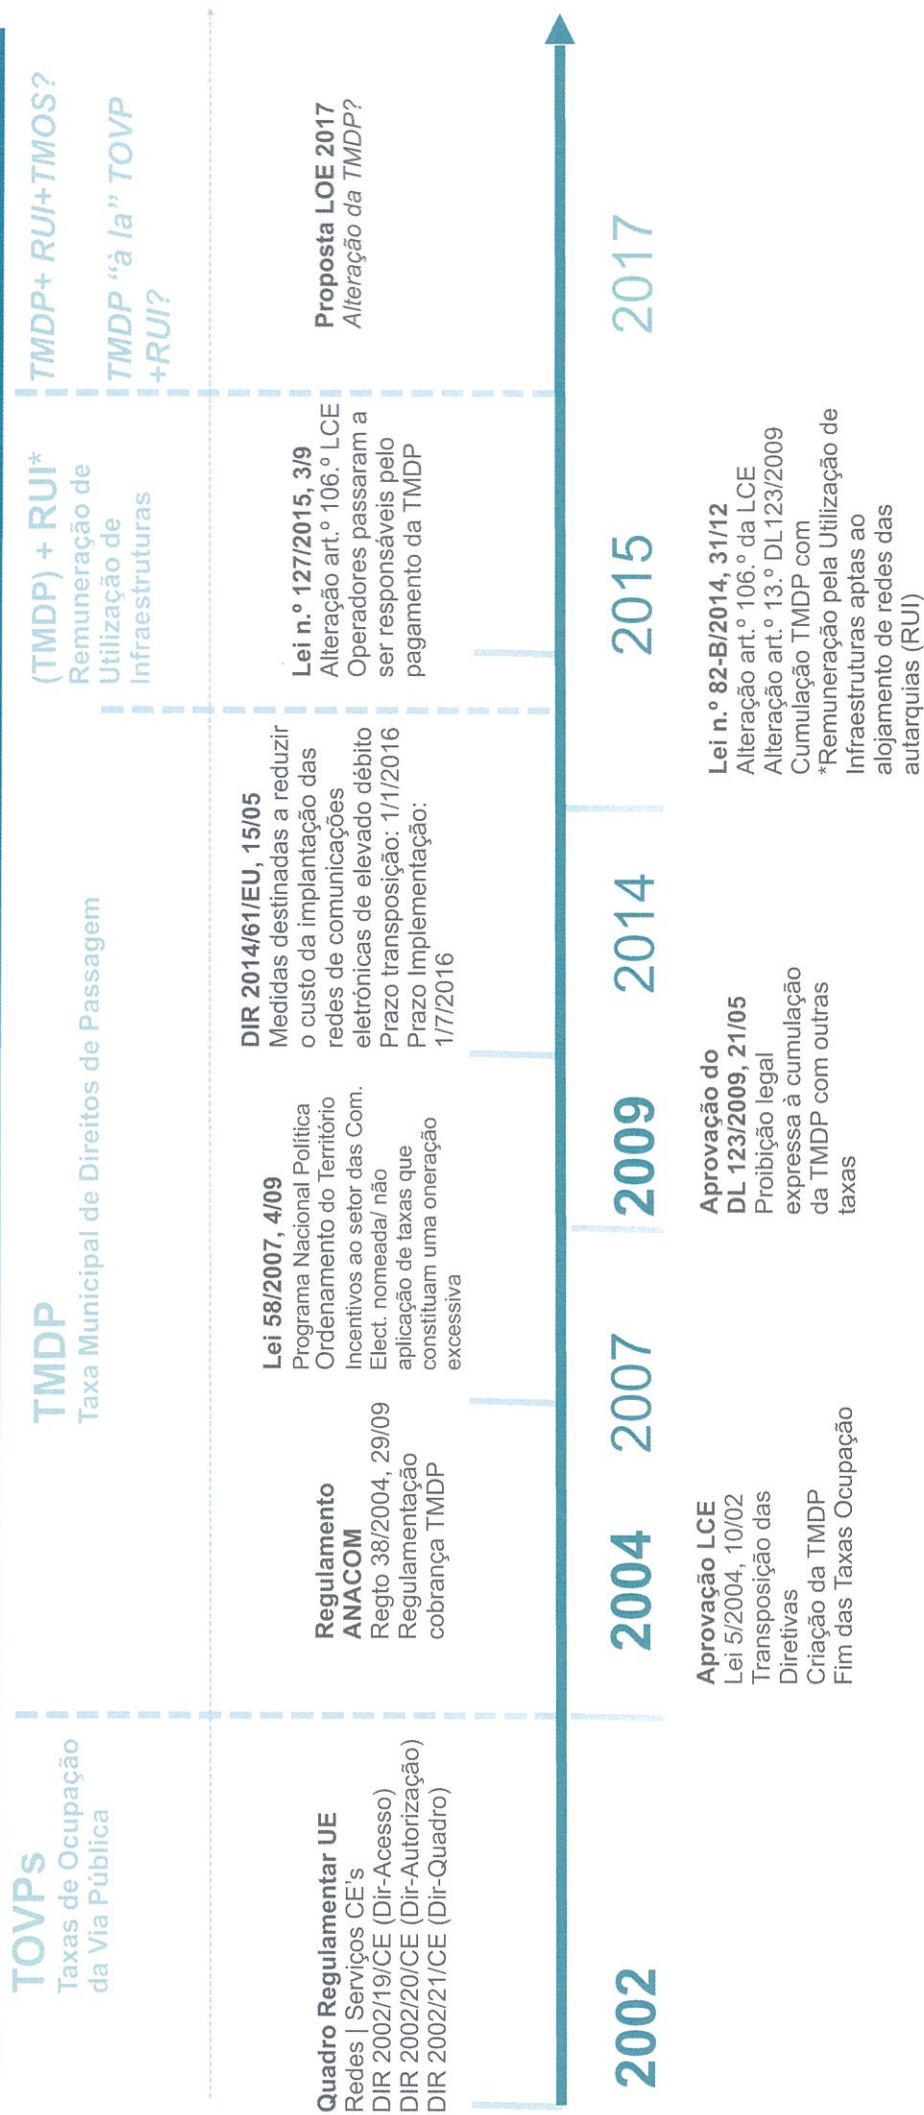 TOVPs
Taxas de Ocupação
da Via Pública
TMDP
Taxa Municipal de Direitos de Passagem
(TMDP) + RUI*
Remuneração de
Utilização de
Infraestruturas
TMDP+ RUI+TMOS?
TMDP “à la” TOVP
+RUI?
Quadro Regulamentar UE
Redes | Serviços CE's
DIR 2002/19/CE (Dir-Acesso)
DIR 2002/20/CE (Dir-Autorização)
DIR 2002/21/CE (Dir-Quadro)
Regulamento
ANACOM
Regto 38/2004, 29/09
Regulamentação
cobrança TMDP
Lei 58/2007, 4/09
Programa Nacional Política
Ordenamento do Território
Incentivos ao setor das Com.
Elect. nomeada/ não
aplicação de taxas que
constituam uma oneração
excessiva
DIR 2014/61/EU, 15/05
Medidas destinadas a reduzir
o custo da implantação das
redes de comunicações
eletrónicas de elevado débito
Prazo transposição: 1/1/2016
Prazo Implementação:
1/7/2016
Lei n.º 127/2015, 3/9
Alteração art.º 106.º LCE
Operadores passaram a
ser responsáveis pelo
pagamento da TMDP
Proposta LOE 2017
Alteração da TMDP?
2002
2004
2007
2009
2014
2015
2017
Aprovação LCE
Lei 5/2004, 10/02
Transposição das
Diretivas
Criação da TMDP
Fim das Taxas Ocupação
Aprovação do
DL 123/2009, 21/05
Proibição legal
expressa à cumulação
da TMDP com outras
taxas
Lei n.º 82-B/2014, 31/12
Alteração art.º 106.º da LCE
Alteração art.º 13.º DL123/2009
Cumulação TMDP com
*Remuneração pela Utilização de
Infraestruturas aptas ao
alojamento de redes das
autarquias (RUI)